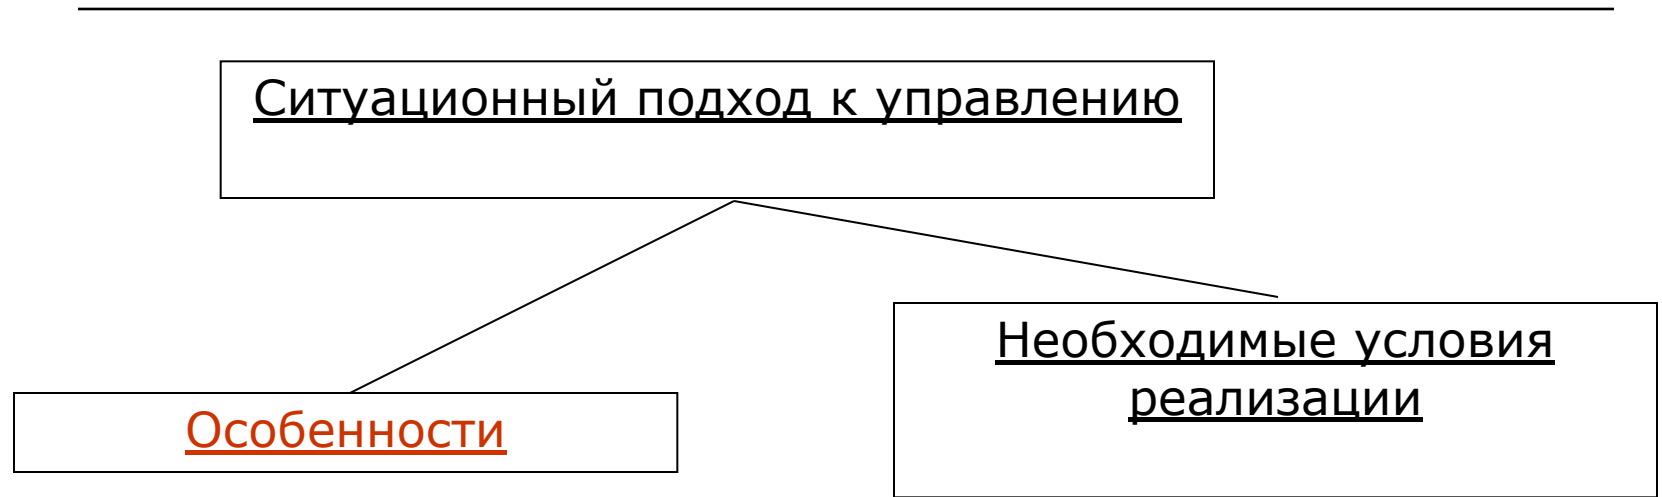 Ситуационный подход к управлению
Необходимые условия
реализации
Особенности